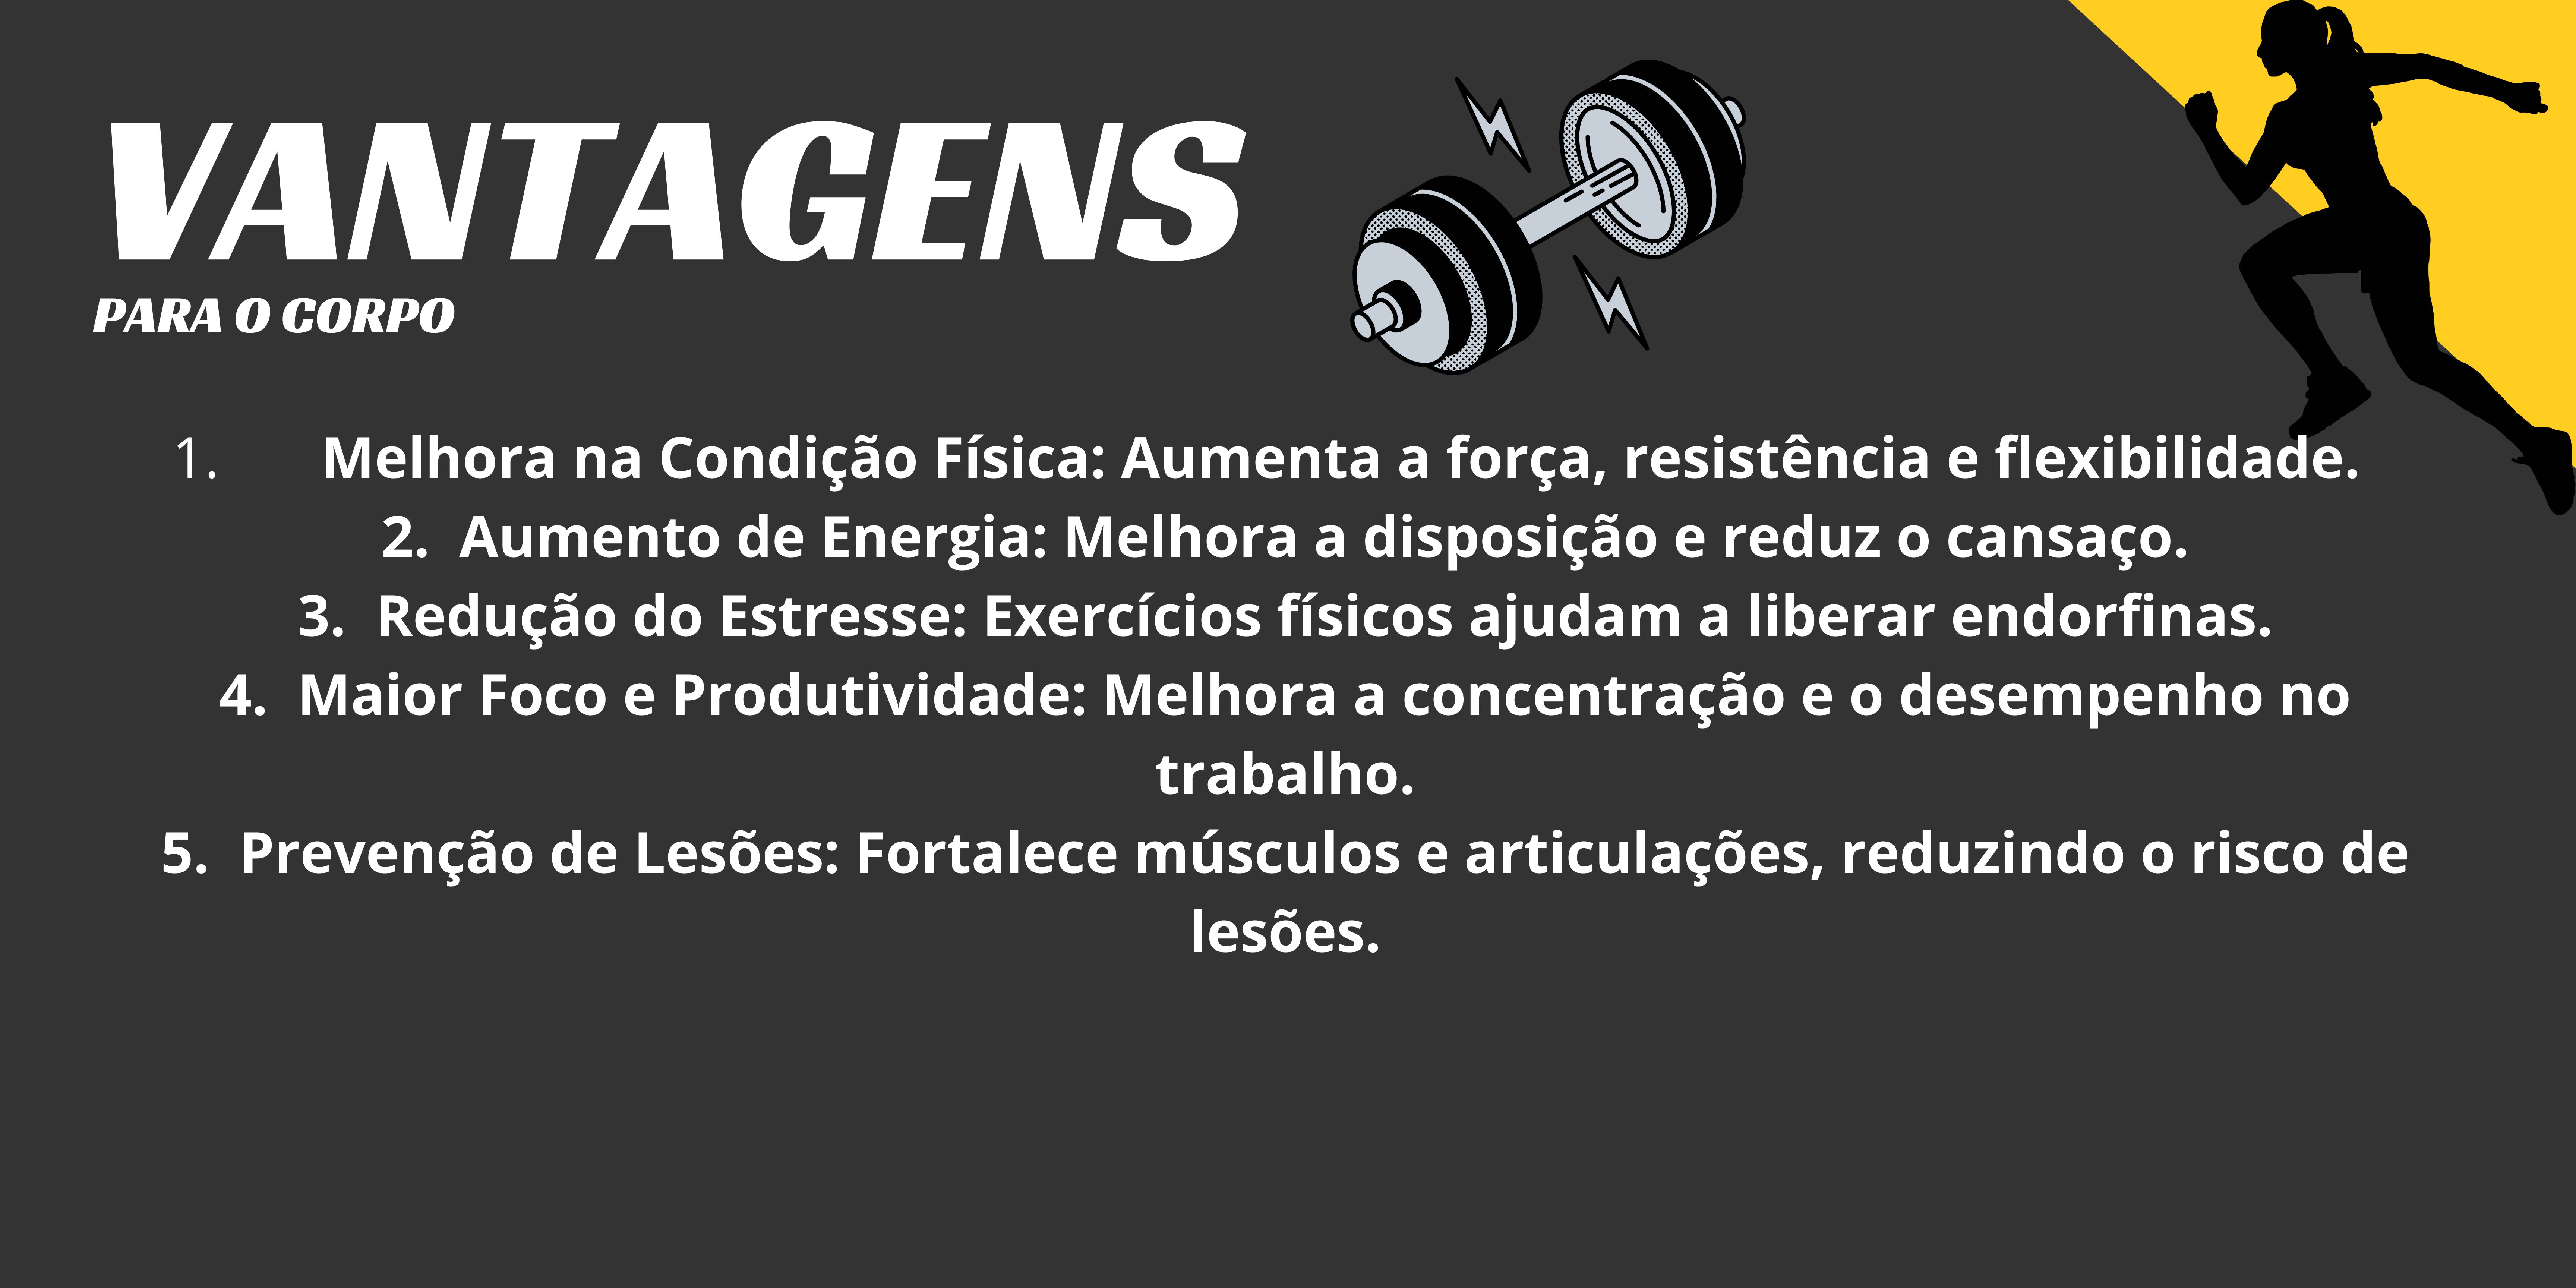 VANTAGENS
PARA O CORPO
1. Melhora na Condição Física: Aumenta a força, resistência e flexibilidade.
2. Aumento de Energia: Melhora a disposição e reduz o cansaço.
3. Redução do Estresse: Exercícios físicos ajudam a liberar endorfinas.
4. Maior Foco e Produtividade: Melhora a concentração e o desempenho no
trabalho.
5. Prevenção de Lesões: Fortalece músculos e articulações, reduzindo o risco de
lesões.